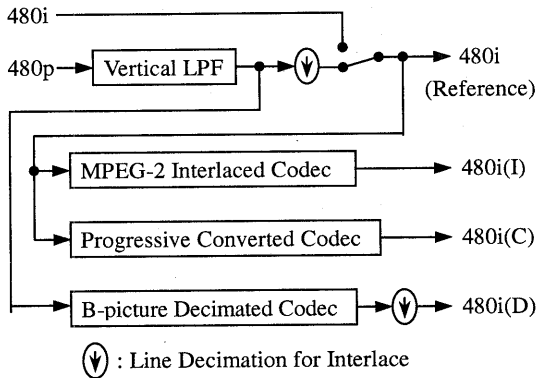 480i
480p
Vertical LPF
480i
(Reference)
MPEG-2 Interlaced Codec
480i(I)
Progressive Converted Codec
480i(C)
B-picture Decimated Codec
480i(D)
: Line Decimation for Interlace